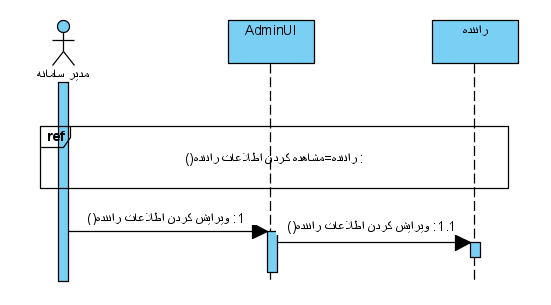 AdminUI
راننده
مدیر سامانه
ref
: راننده=مشاهده کردن اطلاعات راننده()
1: ویرایش کردن اطلاعات راننده()
1.1: ویرایش کردن اطلاعات راننده()